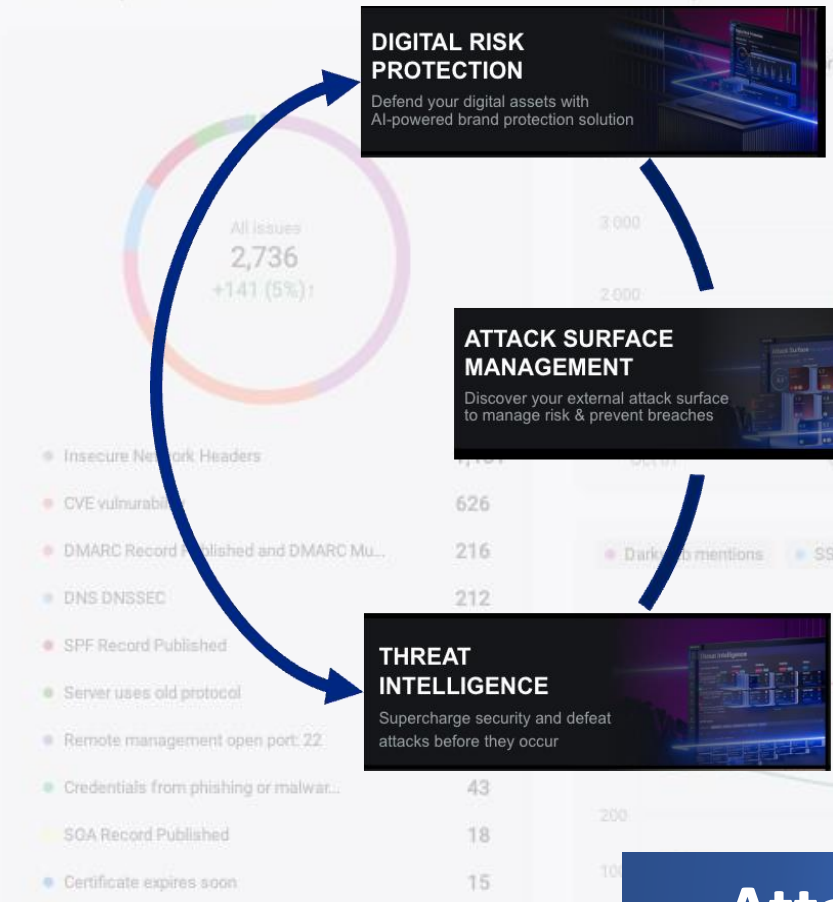 DIGITAL RISK
PROTECTION
Defend your digital assets with
AI-powered brand protection solution
All issues
2,736
+141 (5%)↑
3 000
2 000
ATTACK SURFACE
MANAGEMENT
Discover your external attack surface
to manage risk & prevent breaches
Insecure Network Headers
CVE vulnurability
626
DMARC Record Published and DMARC Mu...
216
Darkweb mentions
DNS DNSSEC
212
SPF Record Published
THREAT
INTELLIGENCE
Supercharge security and defeat
attacks before they occur
Server uses old protocol
Remote management open port: 22
Credentials from phishing or malwar...
43
200
SOA Record Published
18
Certificate expires soon
15